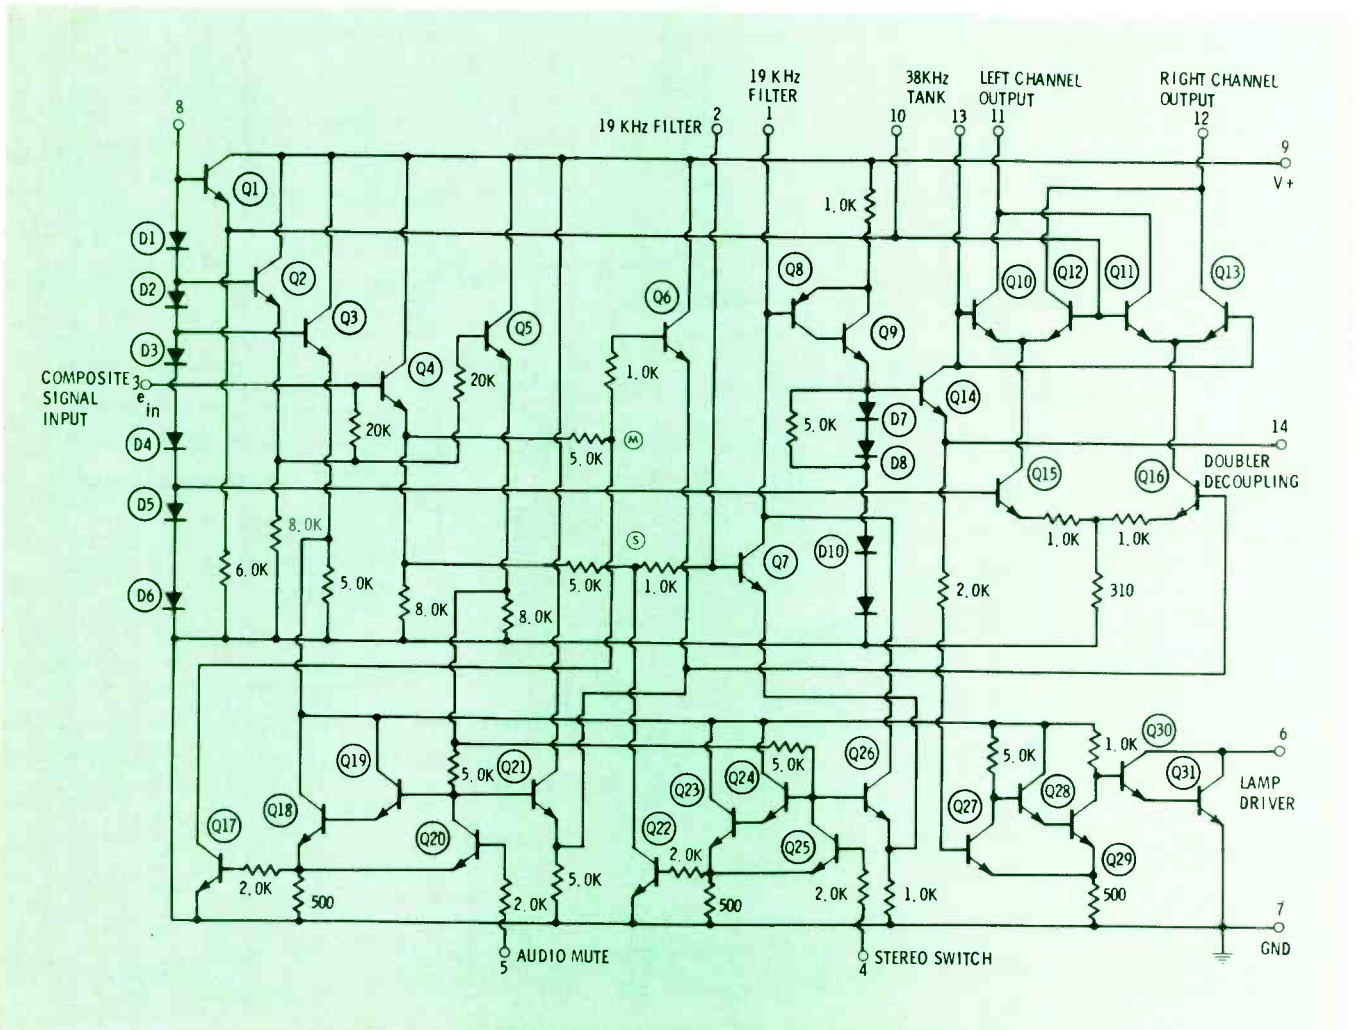 8
19 KHz FILTER
2
19 KHz
FILTER
1
38KHz
TANK
10
13
LEFT CHANNEL
OUTPUT
11
RIGHT CHANNEL
OUTPUT
12
9
V+
Q1
D1
1.0K
Q2
D2
Q8
Q6
Q10
Q12
Q11
Q13
Q3
Q5
Q9
D3
Q4
COMPOSITE
SIGNAL
INPUT
3
e in
20K
1.0K
Q14
20K
5.0K
D7
D4
5.0K
M
D8
14
DOUBLER
DECOUPLING
Q15
Q16
D5
8.0K
S
D10
1.0K
1.0K
6.0K
5.0K
5.0K
1.0K
Q7
D6
8.0K
8.0K
2.0K
310
Q19
5.0K
Q21
5.0K
Q26
5.0K
1.0K
Q30
6
LAMP
DRIVER
Q24
Q23
Q31
Q18
Q28
Q27
Q17
Q20
Q22
Q25
2.0K
Q29
2.0K
5.0K
500
2.0K
500
2.0K
1.0K
500
7
GND
5
AUDIO MUTE
4
STEREO SWITCH